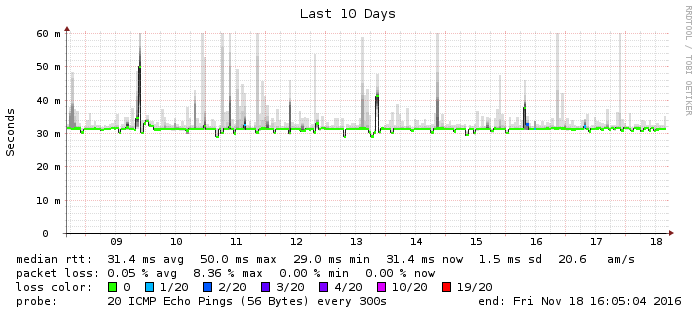 Last 10 Days
RRDTOOL / TOBI OETIKER
Seconds
60 m
50 m
40 m
30 m
20 m
10 m
0
09 10 11 12 13 14 15 16 17 18
median rtt: 31.4 ms avg 50.0 ms max 29.0 ms min 31.4 ms now 1.5 ms sd 20.6 am/s
packet loss: 0.05 % avg 8.36 % max 0.00 % min 0.00 % now
loss color: 0 1/20 2/20 3/20 4/20 10/20 19/20
probe: 20 ICMP Echo Pings (56 Bytes) every 300s end: Fri Nov 18 16:05:04 2016